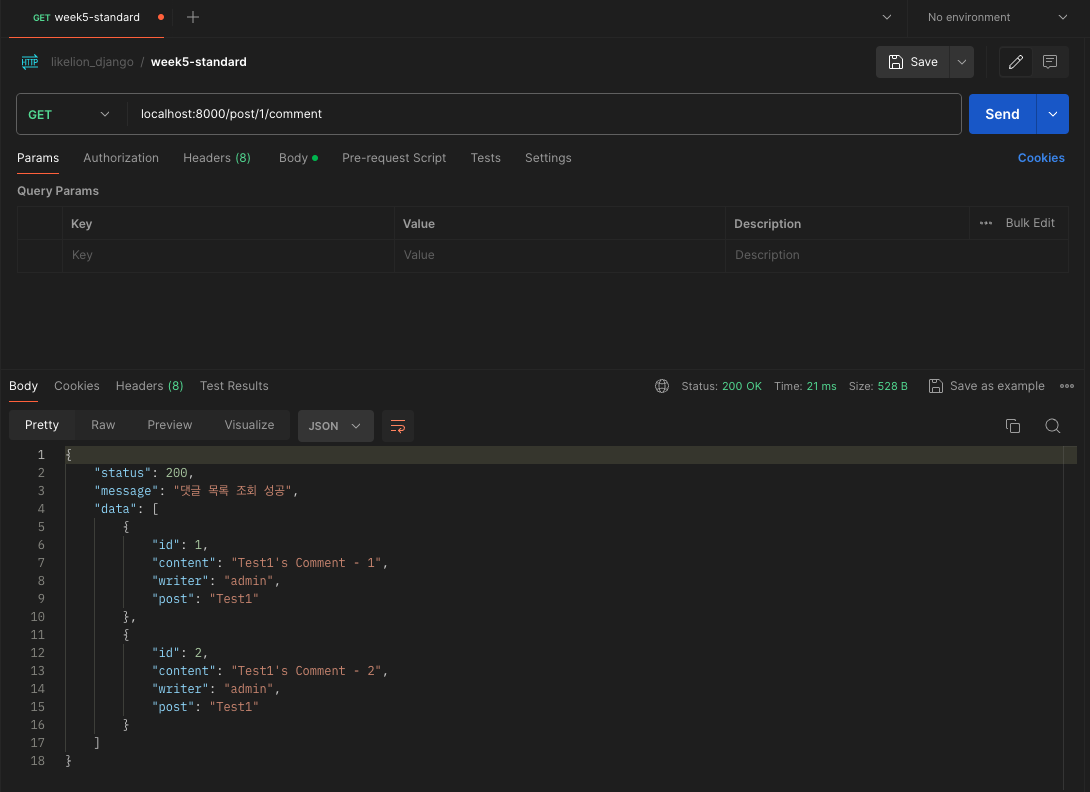 GET week5-standard
No environment
HTTP likelion_django / week5-standard
Save
GET localhost:8000/post/1/comment
Send
Params Authorization Headers (8) Body Pre-request Script Tests Settings Cookies
Query Params
Key Value Description ••• Bulk Edit
Key Value Description
Body Cookies Headers (8) Test Results Status: 200 OK Time: 21 ms Size: 528 B Save as example
Pretty Raw Preview Visualize JSON
1 {
2 "status": 200,
3 "message": "댓글 목록 조회 성공",
4 "data": [
5 {
6 "id": 1,
7 "content": "Test1's Comment - 1",
8 "writer": "admin",
9 "post": "Test1"
10 },
11 {
12 "id": 2,
13 "content": "Test1's Comment - 2",
14 "writer": "admin",
15 "post": "Test1"
16 }
17 ]
18 }